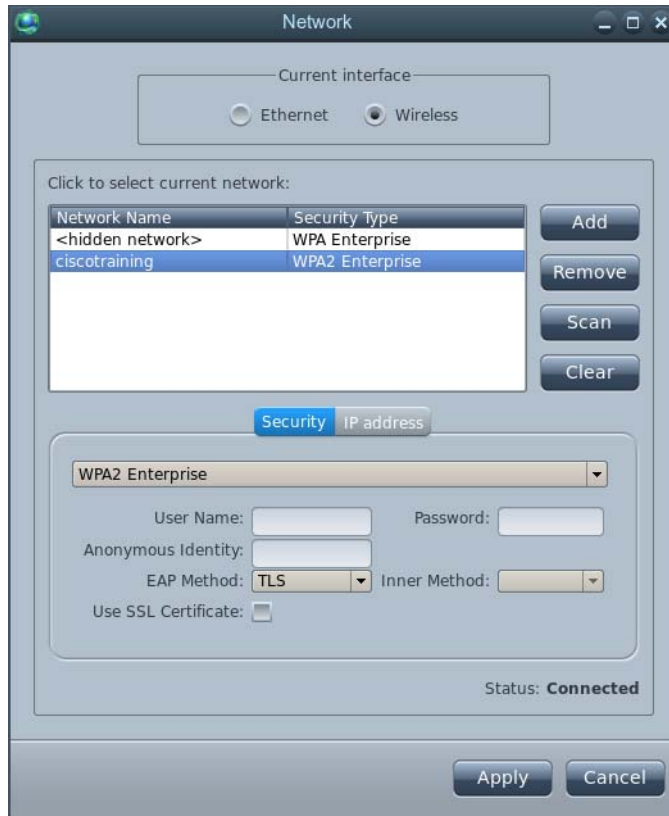 Network
Current interface
Ethernet Wireless
Click to select current network:
Network Name Security Type
<hidden network> WPA Enterprise
ciscotraining WPA2 Enterprise
Add
Remove
Scan
Clear
Security IP address
WPA2 Enterprise
User Name: Password:
Anonymous Identity:
EAP Method: TLS Inner Method:
Use SSL Certificate:
Status: Connected
Apply Cancel